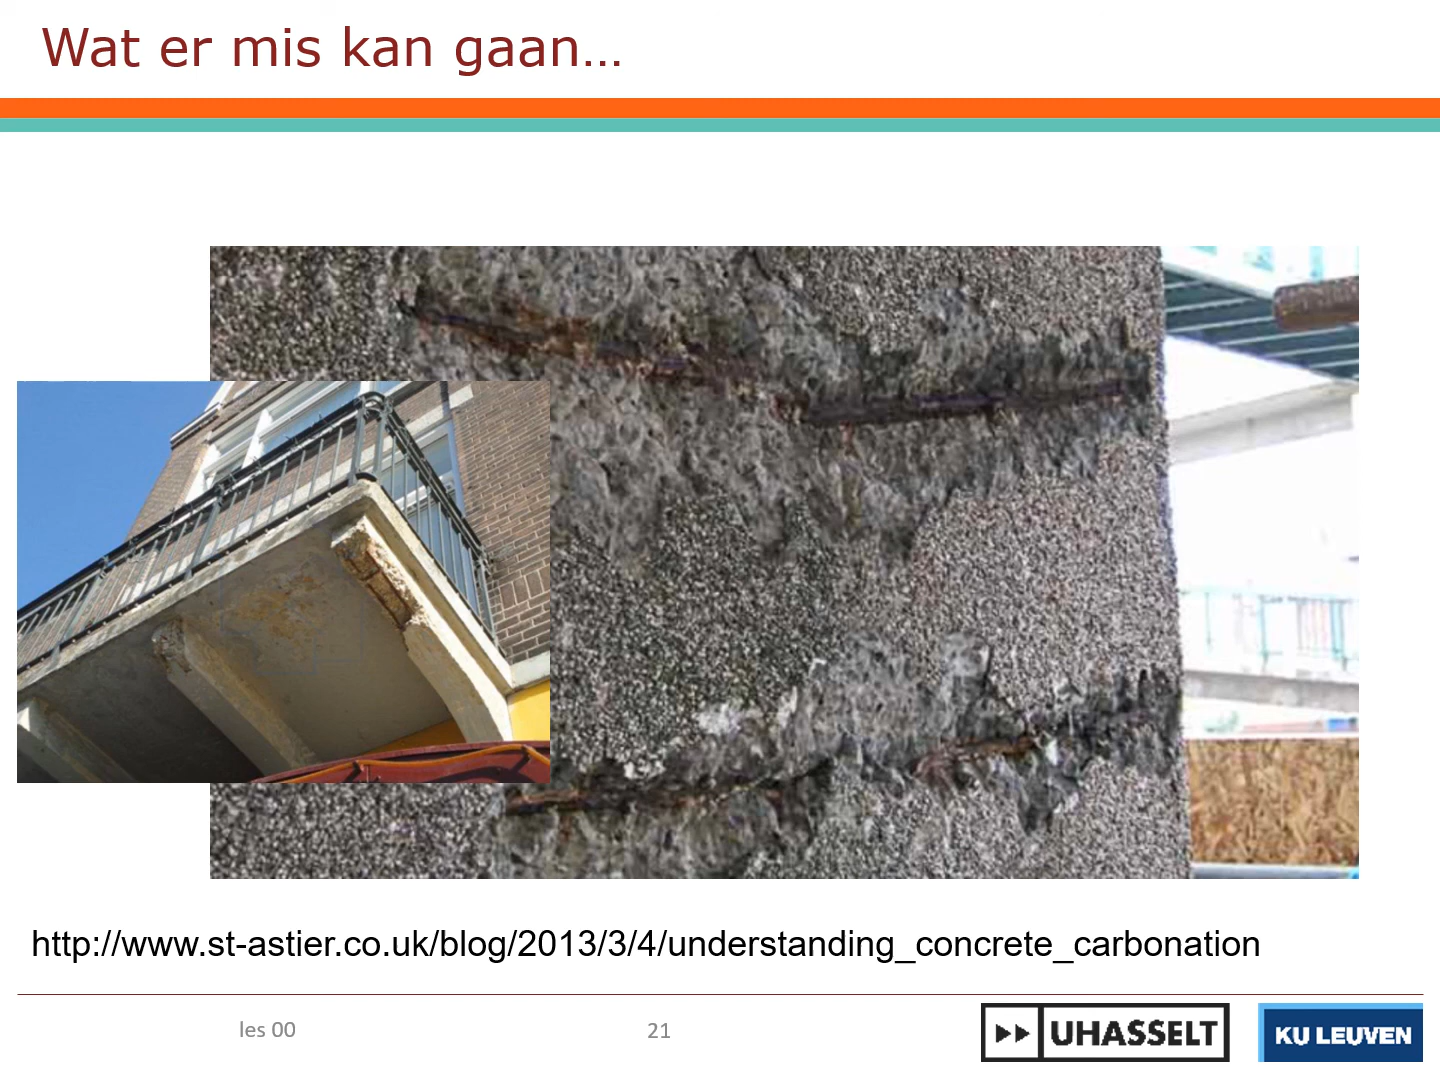 Wat er mis kan gaan...
http://www.st-astier.co.uk/blog/2013/3/4/understanding_concrete_carbonation
les 00
21
UHASSELT
KU LEUVEN